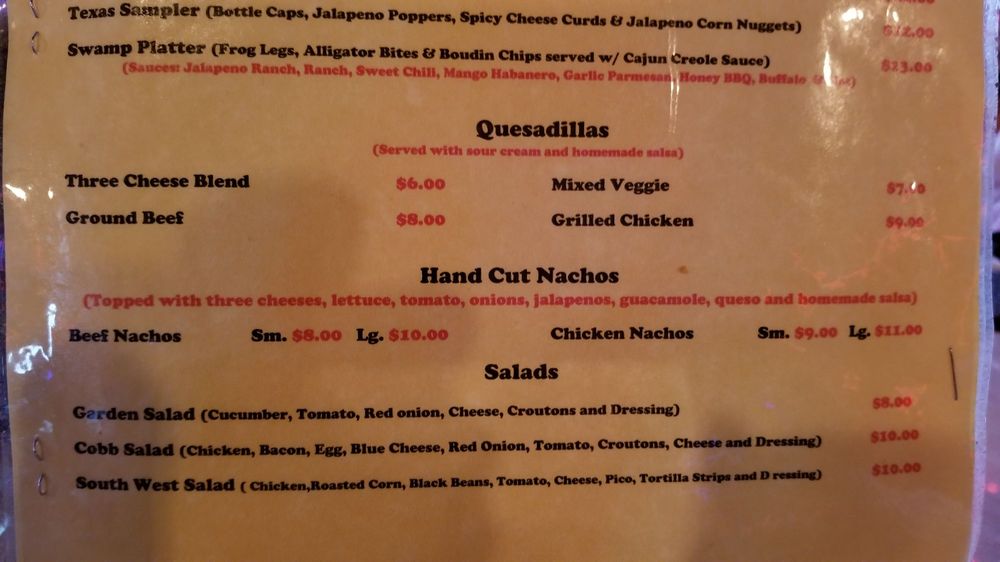 Texas Sampler (Bottle Caps, Jalapeno Poppers, Spicy Cheese Curds & Jalapeno Corn Nuggets) $12.00
Swamp Platter (Frog Legs, Alligator Bites & Boudin Chips served w/ Cajun Creole Sauce) $23.00
(Sauces: Jalapeno Ranch, Ranch, Sweet Chili, Mango Habanero, Garlic Parmesan, Honey BBQ, Buffalo
Quesadillas
(Served with sour cream and homemade salsa)
Three Cheese Blend $6.00 Mixed Veggie
Ground Beef $8.00 Grilled Chicken $9.00
Hand Cut Nachos
(Topped with three cheeses, lettuce, tomato, onions, jalapenos, guacamole, queso and homemade salsa)
Beef Nachos Sm. $8.00 Lg. $10.00 Chicken Nachos Sm. $9.00 Lg. $11.00
Salads
Garden Salad (Cucumber, Tomato, Red onion, Cheese, Croutons and Dressing) $8.00
Cobb Salad (Chicken, Bacon, Egg, Blue Cheese, Red Onion, Tomato, Croutons, Cheese and Dressing) $10.00
South West Salad ( Chicken,Roasted Corn, Black Beans, Tomato, Cheese, Pico, Tortilla Strips and D ressing) $10.00